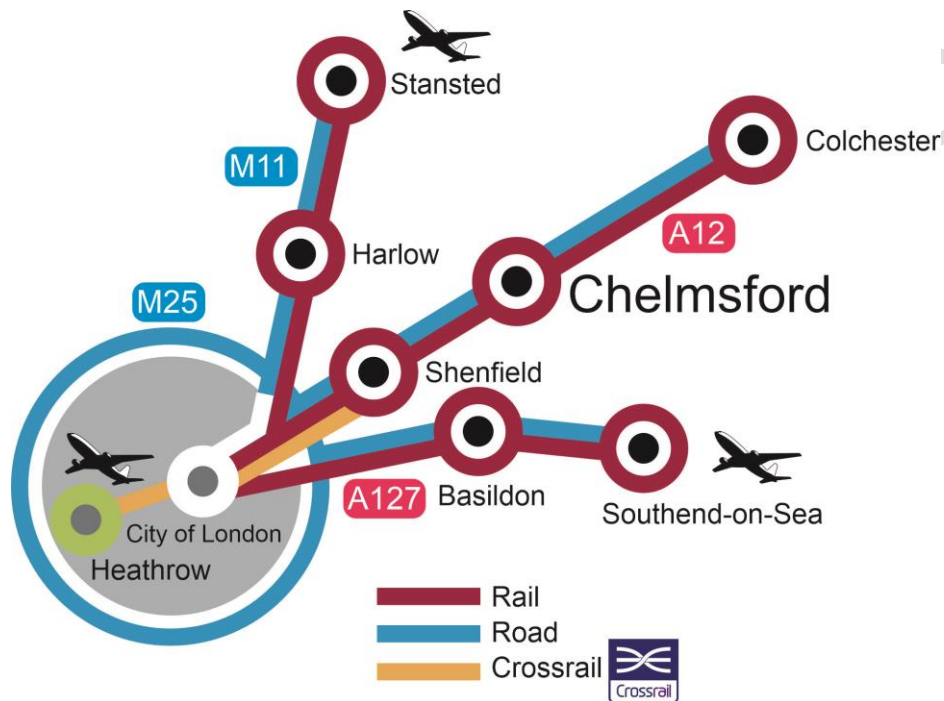 Stansted
Colchester
M11
A12
Harlow
Chelmsford
M25
Shenfield
A127
Basildon
Southend-on-Sea
City of London
Heathrow
Rail
Road
Crossrail
Crossrail